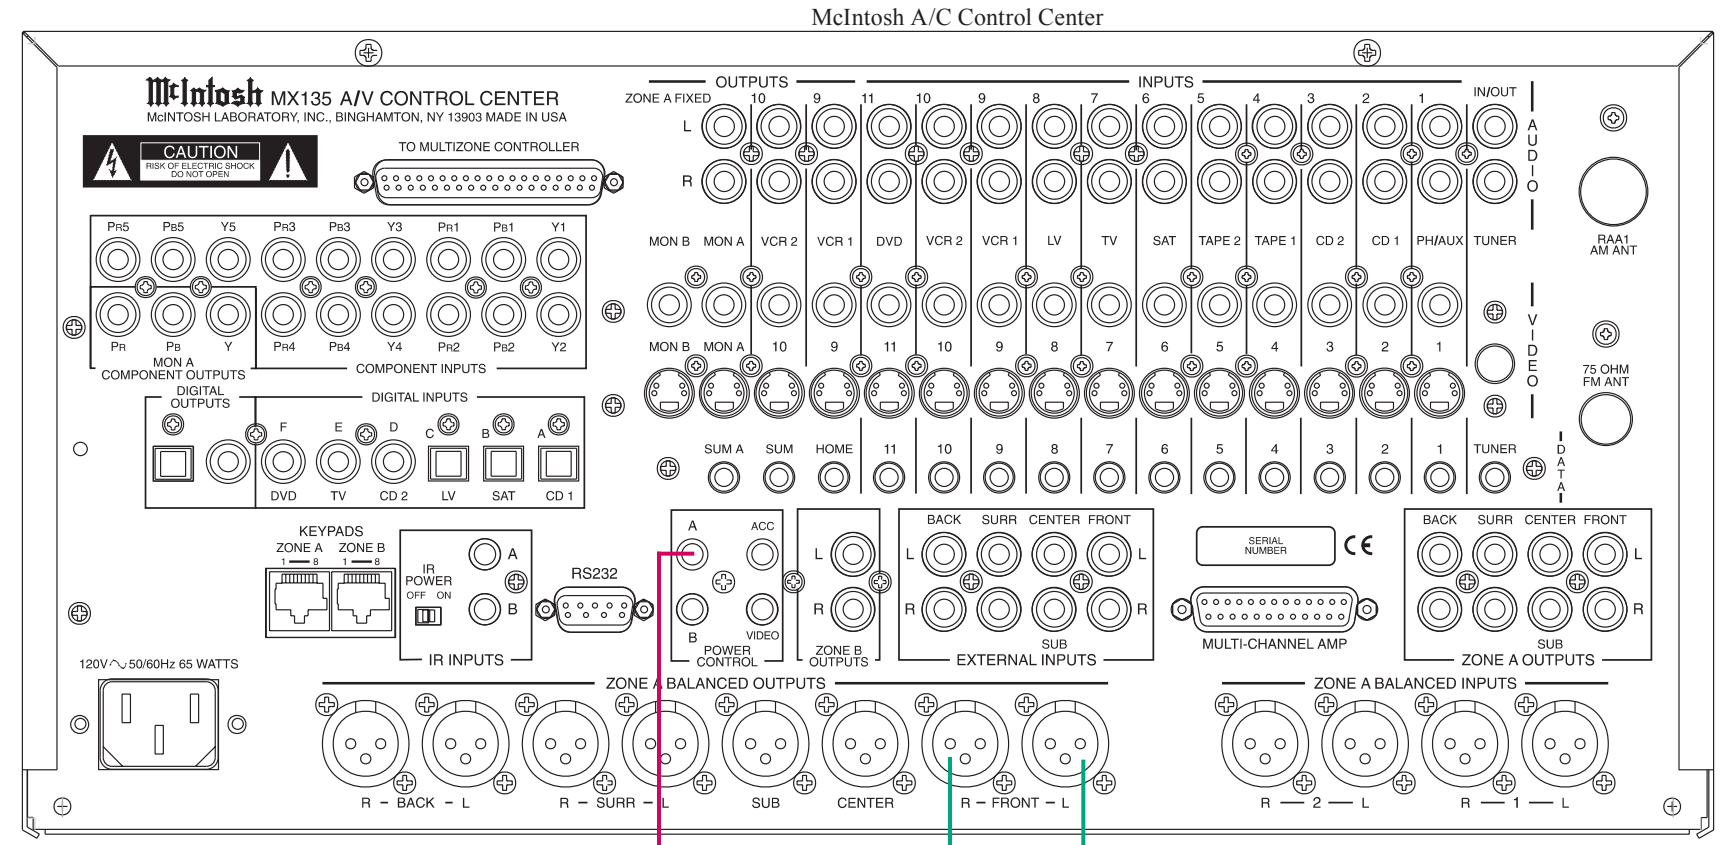 McIntosh A/C Control Center
McIntosh MX135 A/V CONTROL CENTER
McINTOSH LABORATORY, INC., BINGHAMTON, NY 13903 MADE IN USA
CAUTION
RISK OF ELECTRIC SHOCK
DO NOT OPEN
TO MULTIZONE CONTROLLER
OUTPUTS INPUTS
ZONE A FIXED 10 9 11 10 9 8 7 6 5 4 3 2 1 IN/OUT
L
R
AUDIO
MON B MON A VCR 2 VCR 1 DVD VCR 2 VCR 1 LV TV SAT TAPE 2 TAPE 1 CD 2 CD 1 PH/AUX TUNER
VIDEO
MON B MON A 10 9 11 10 9 8 7 6 5 4 3 2 1
SUM A SUM HOME 11 10 9 8 7 6 5 4 3 2 1 TUNER
DATA
RAA1
AM ANT
75 OHM
FM ANT
PR5 PB5 Y5 PR3 PB3 Y3 PR1 PB1 Y1
PR PB Y PR4 PB4 Y4 PR2 PB2 Y2
MON A
COMPONENT OUTPUTS
COMPONENT INPUTS
DIGITAL
OUTPUTS
DIGITAL INPUTS
F E D C B A
DVD TV CD 2 LV SAT CD 1
KEYPADS
ZONE A ZONE B
1 8 1 8
IR
POWER
OFF ON
A
B
IR INPUTS
RS232
A ACC
B VIDEO
POWER
CONTROL
L
R
ZONE B
OUTPUTS
BACK SURR CENTER FRONT
L L
R R
SUB
EXTERNAL INPUTS
SERIAL
NUMBER
CE
MULTI-CHANNEL AMP
BACK SURR CENTER FRONT
L
R
SUB
ZONE A OUTPUTS
120V 50/60Hz 65 WATTS
ZONE A BALANCED OUTPUTS
R – BACK – L R – SURR – L SUB CENTER R – FRONT – L
ZONE A BALANCED INPUTS
R — 2 — L R — 1 — L